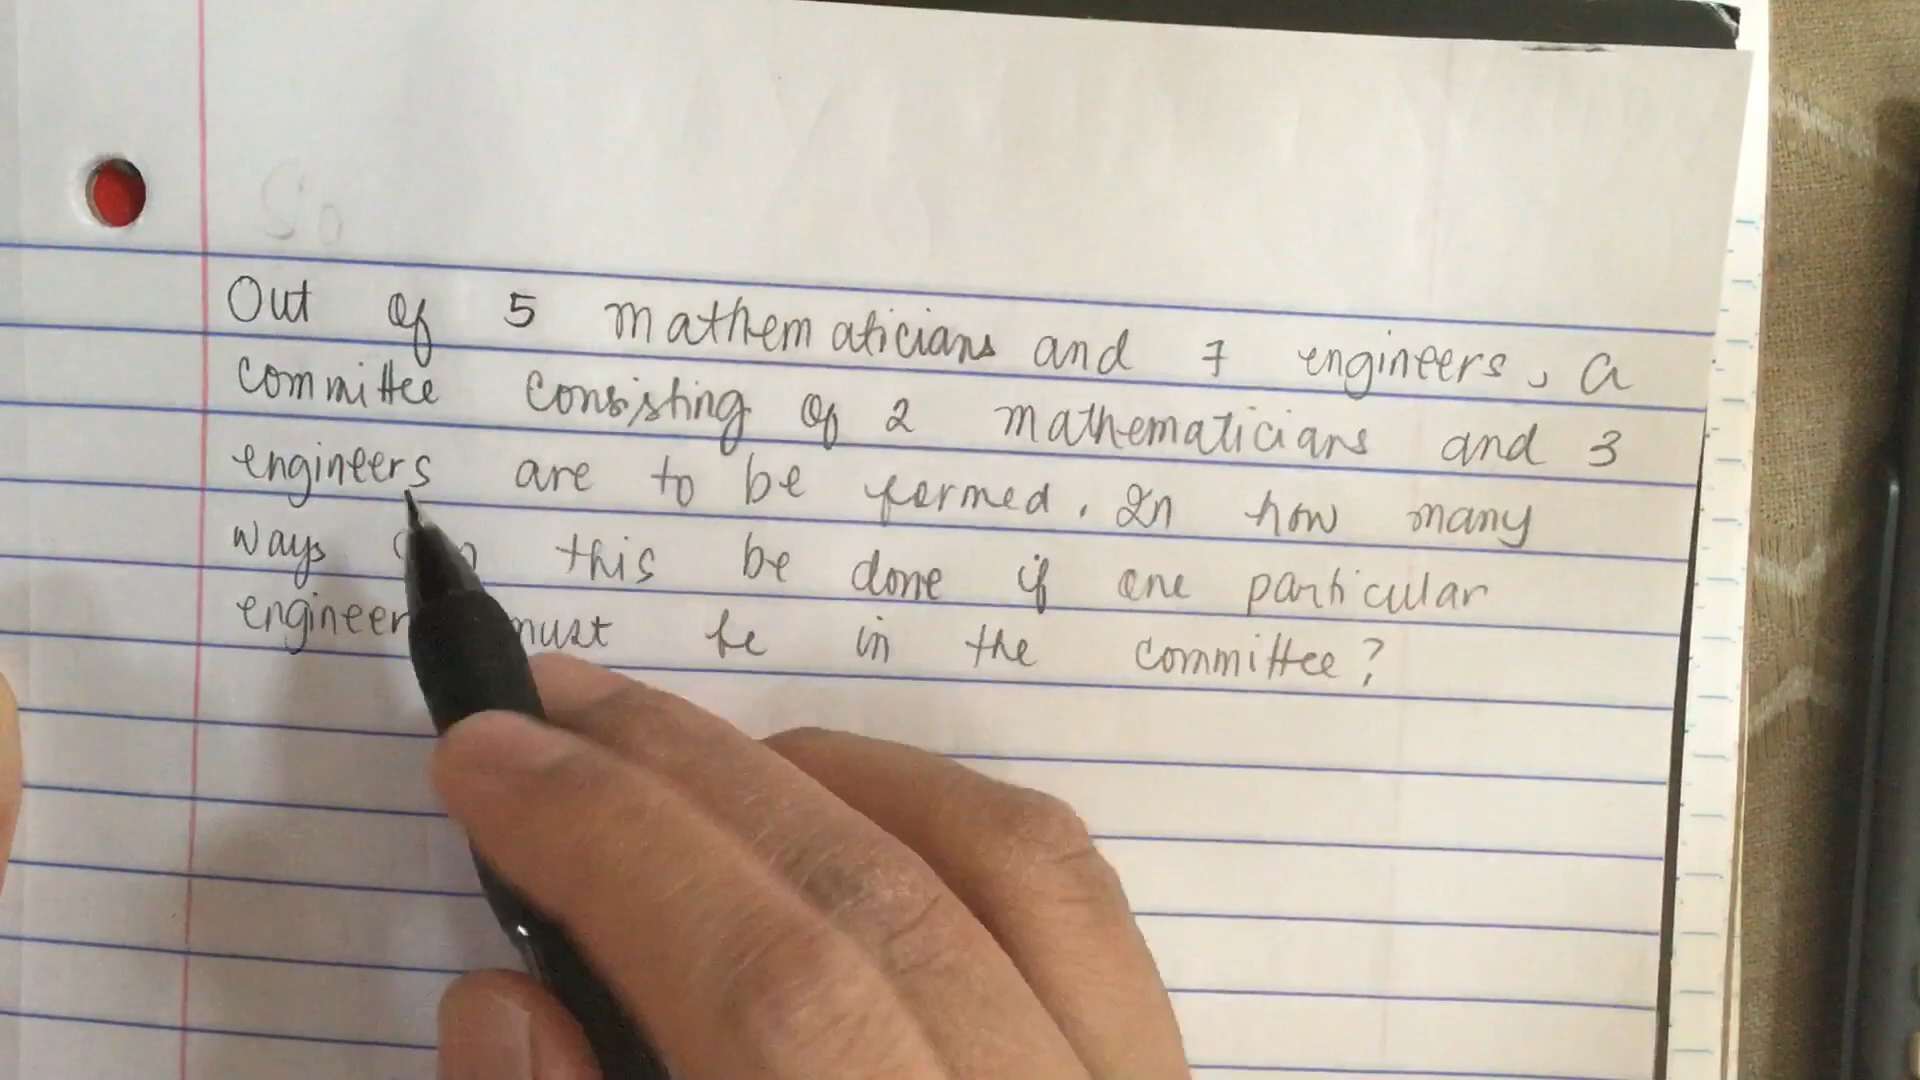 Out of 5 mathematicians and 7 engineers, a
committee consisting of 2 mathematicians and 3
engineers are to be formed. In how many
ways this be done if one particular
engineer must be in the committee?